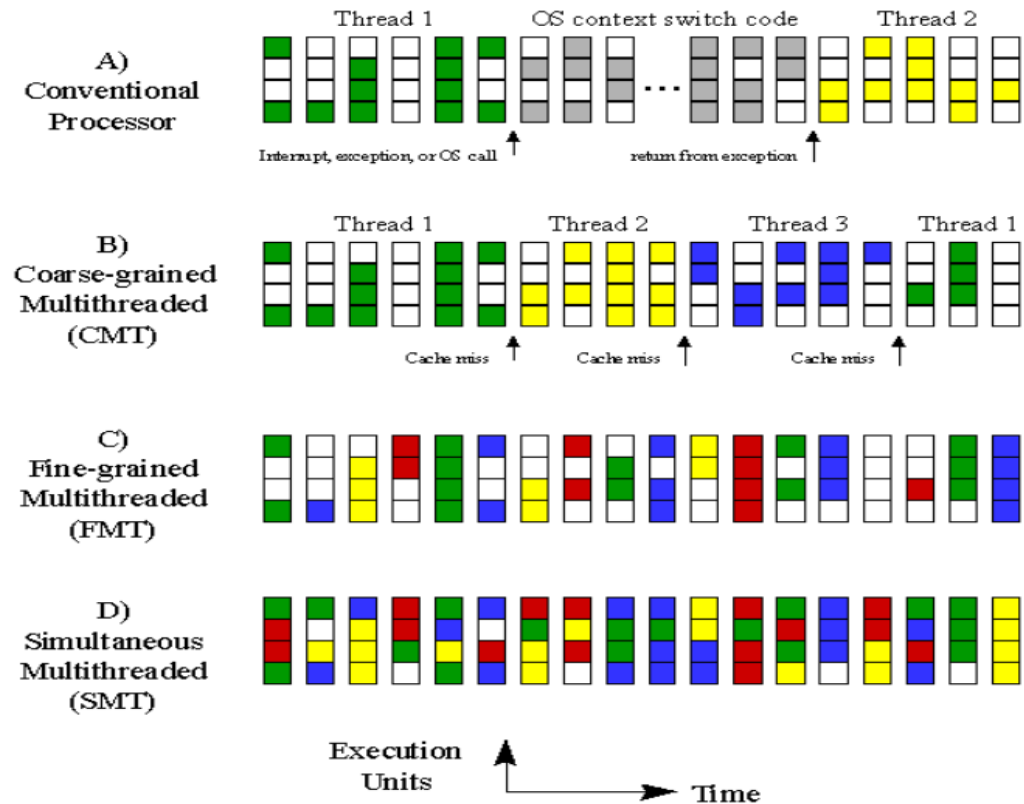 Thread 1 OS context switch code Thread 2
A)
Conventional
Processor
...
Interrupt, exception, or OS call
return from exception
Thread 1 Thread 2 Thread 3 Thread 1
B)
Coarse-grained
Multithreaded
(CMT)
Cache miss Cache miss Cache miss
C)
Fine-grained
Multithreaded
(FMT)
D)
Simultaneous
Multithreaded
(SMT)
Execution
Units
Time